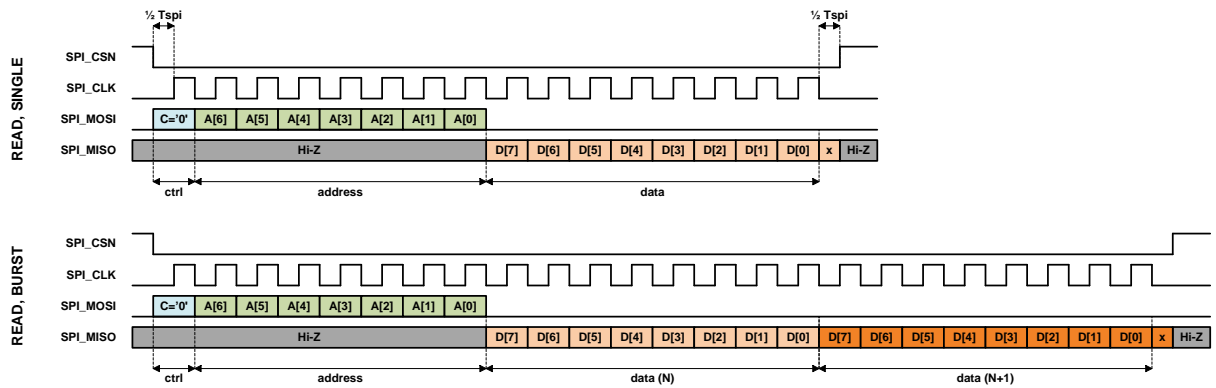 ½ Tspi ½ Tspi
READ, SINGLE
SPI_CSN
SPI_CLK
SPI_MOSI C='0' A[6] A[5] A[4] A[3] A[2] A[1] A[0]
SPI_MISO Hi-Z D[7] D[6] D[5] D[4] D[3] D[2] D[1] D[0] x Hi-Z
ctrl address data
READ, BURST
SPI_CSN
SPI_CLK
SPI_MOSI C='0' A[6] A[5] A[4] A[3] A[2] A[1] A[0]
SPI_MISO Hi-Z D[7] D[6] D[5] D[4] D[3] D[2] D[1] D[0] D[7] D[6] D[5] D[4] D[3] D[2] D[1] D[0] x Hi-Z
ctrl address data (N) data (N+1)